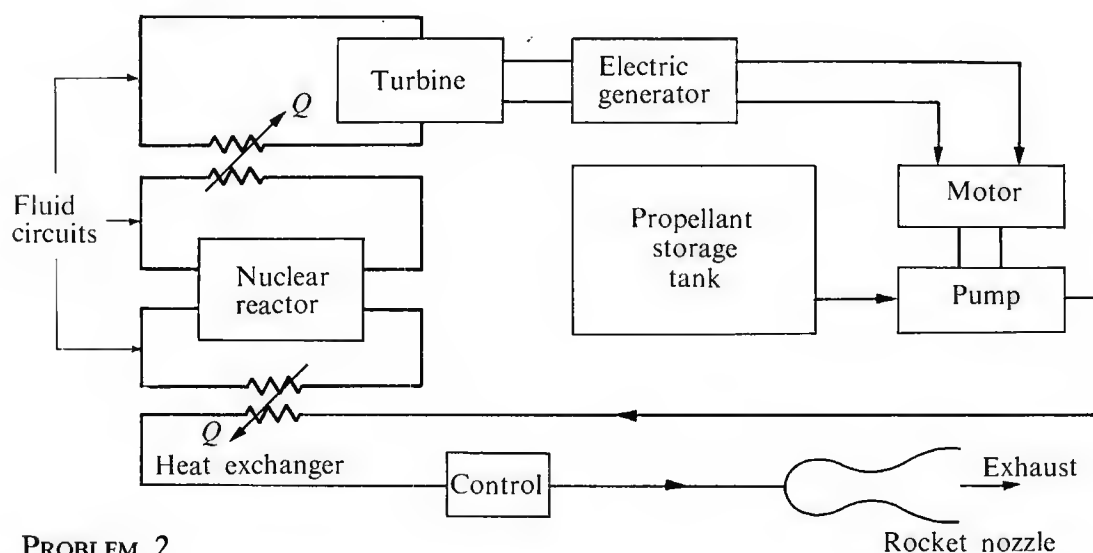 Turbine
Electric
generator
Q
Fluid
circuits
Nuclear
reactor
Propellant
storage
tank
Motor
Pump
Q
Heat exchanger
Control
Exhaust
Rocket nozzle
PROBLEM 2